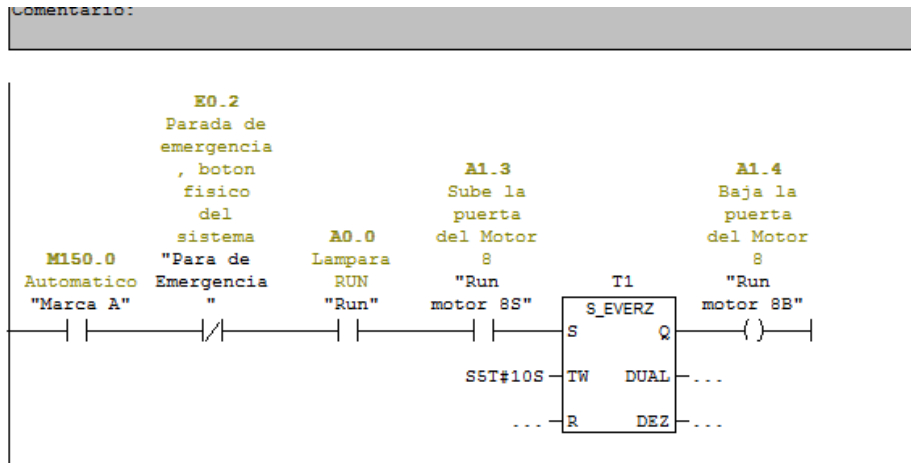 Comentario:
E0.2
Parada de
emergencia
, boton
fisico
del
sistema
"Para de
Emergencia
"
M150.0
Automatico
"Marca A"
A0.0
Lampara
RUN
"Run"
A1.3
Sube la
puerta
del Motor
8
"Run
motor 8S"
T1
S_EVERZ
S Q
S5T#10S TW DUAL ...
... R DEZ ...
A1.4
Baja la
puerta
del Motor
8
"Run
motor 8B"